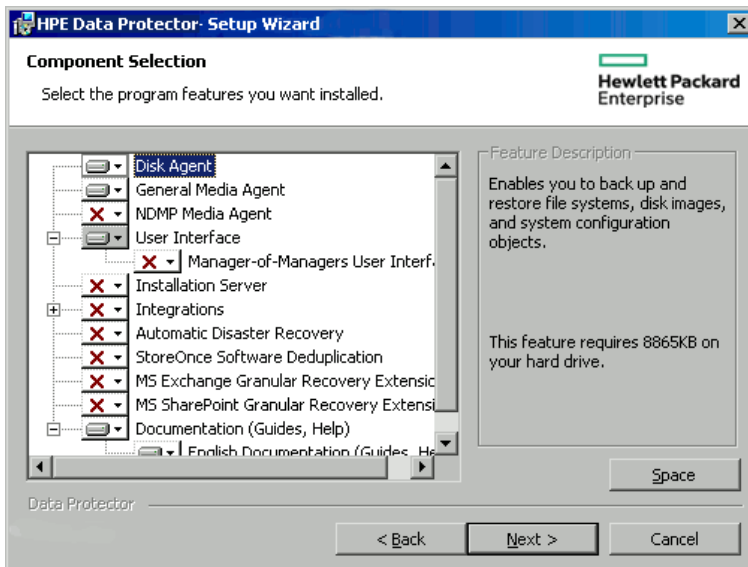 HPE Data Protector- Setup Wizard
Component Selection
Select the program features you want installed.
Hewlett Packard
Enterprise
Disk Agent
General Media Agent
NDMP Media Agent
User Interface
Manager-of-Managers User Interf
Installation Server
Integrations
Automatic Disaster Recovery
StoreOnce Software Deduplication
MS Exchange Granular Recovery Extensic
MS SharePoint Granular Recovery Extensi
Documentation (Guides, Help)
English Documentation (Guides, He
Feature Description
Enables you to back up and
restore file systems, disk images,
and system configuration
objects.
This feature requires 8865KB on
your hard drive.
Space
Data Protector
< Back
Next >
Cancel